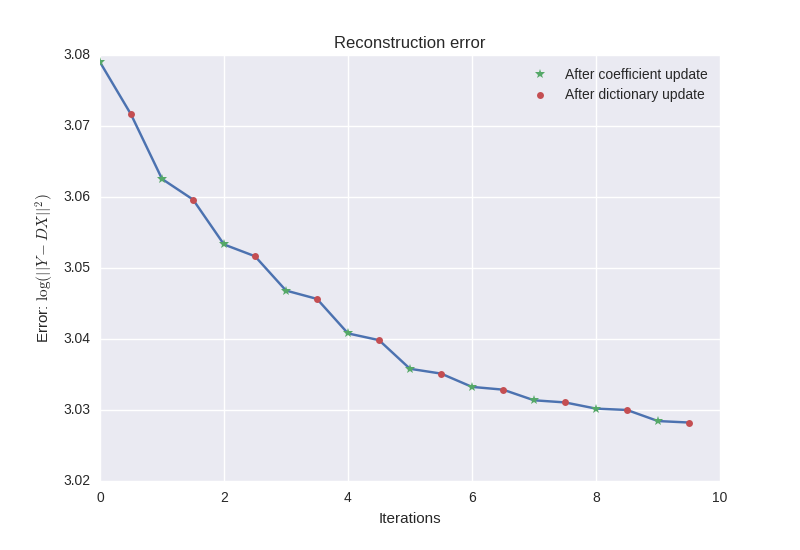 Reconstruction error
3.08
3.07
3.06
3.05
3.04
3.03
3.02
Error: log(||Y − DX||²)
After coefficient update
After dictionary update
0 2 4 6 8 10
Iterations